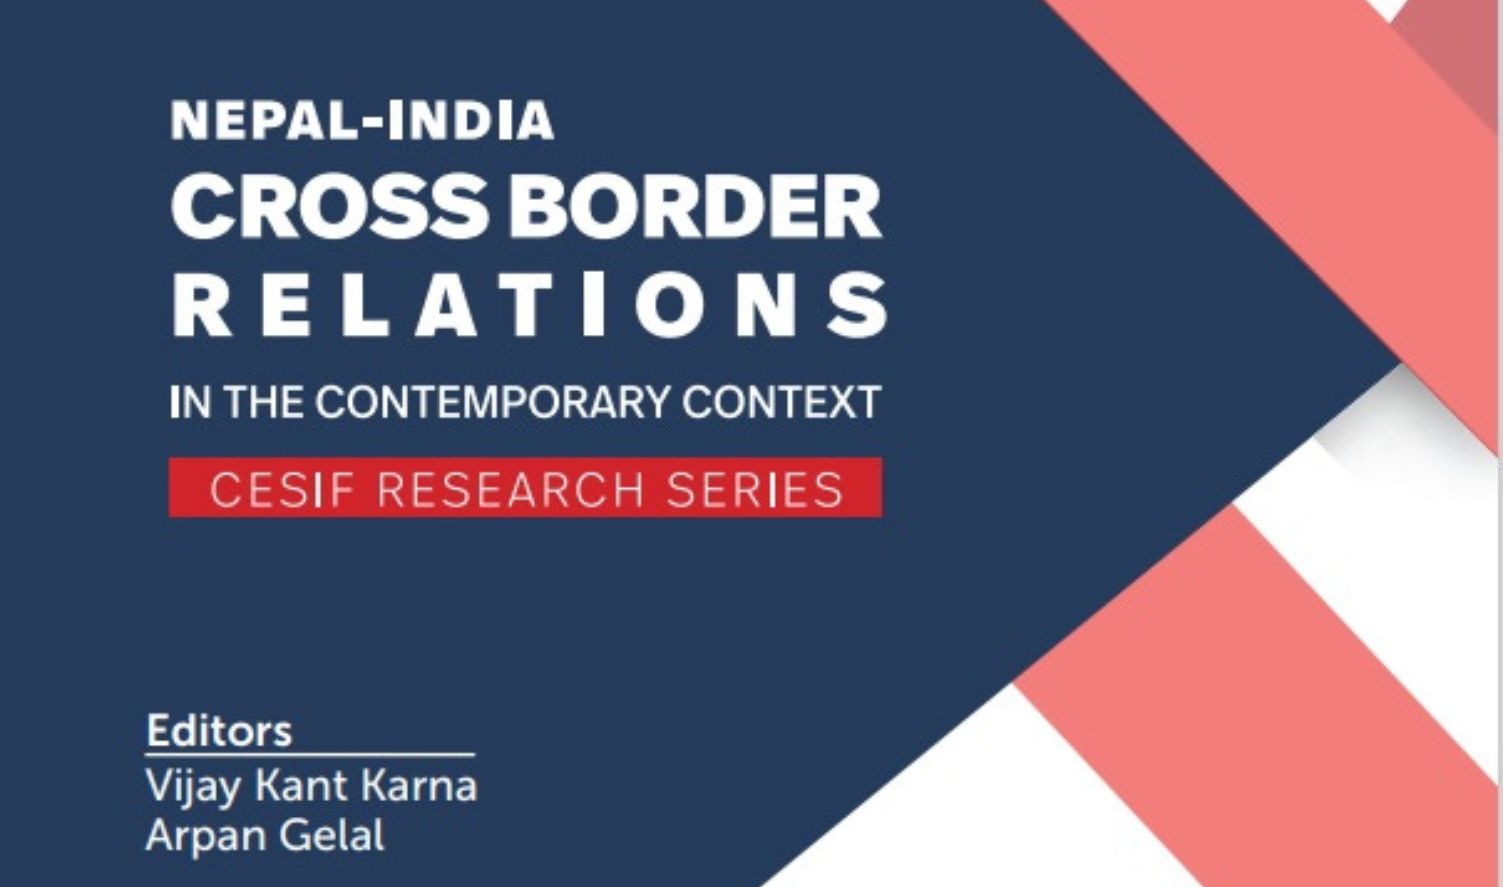 NEPAL-INDIA
CROSS BORDER
RELATIONS
IN THE CONTEMPORARY CONTEXT
CESIF RESEARCH SERIES
Editors
Vijay Kant Karna
Arpan Gelal